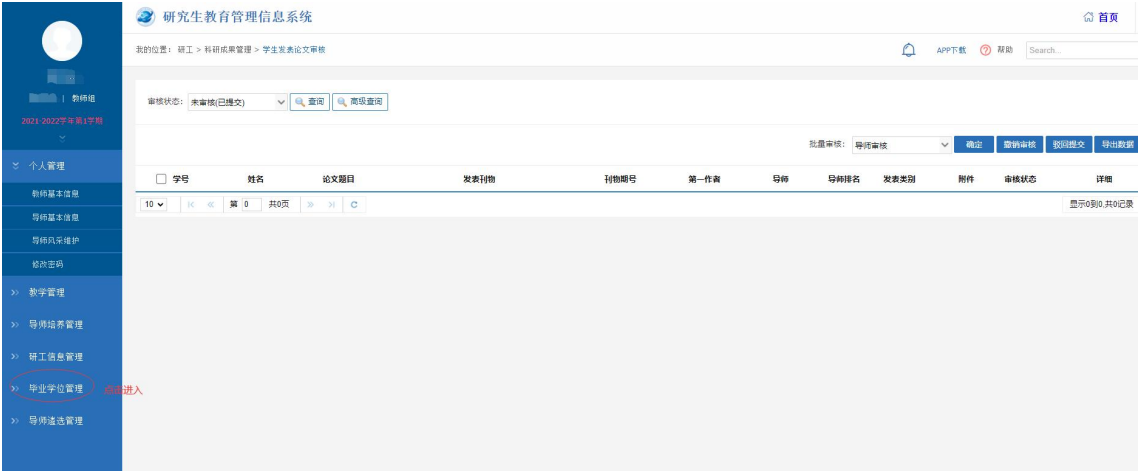 研究生教育管理信息系统
首页
我的位置： 研工 > 科研成果管理 > 学生发表论文审核
APP下载 帮助 Search...
| 教师组
2021-2022学年第1学期
审核状态： 未审核(已提交) 查询 高级查询
批量审核： 导师审核 确定 撤销审核 驳回提交 导出数据
学号 姓名 论文题目 发表刊物 刊物期号 第一作者 导师 导师排名 发表类别 附件 审核状态 详细
10 第 0 共0页 显示0到0,共0记录
个人管理
教师基本信息
导师基本信息
导师风采维护
修改密码
教学管理
导师培养管理
研工信息管理
毕业学位管理 点击进入
导师遴选管理